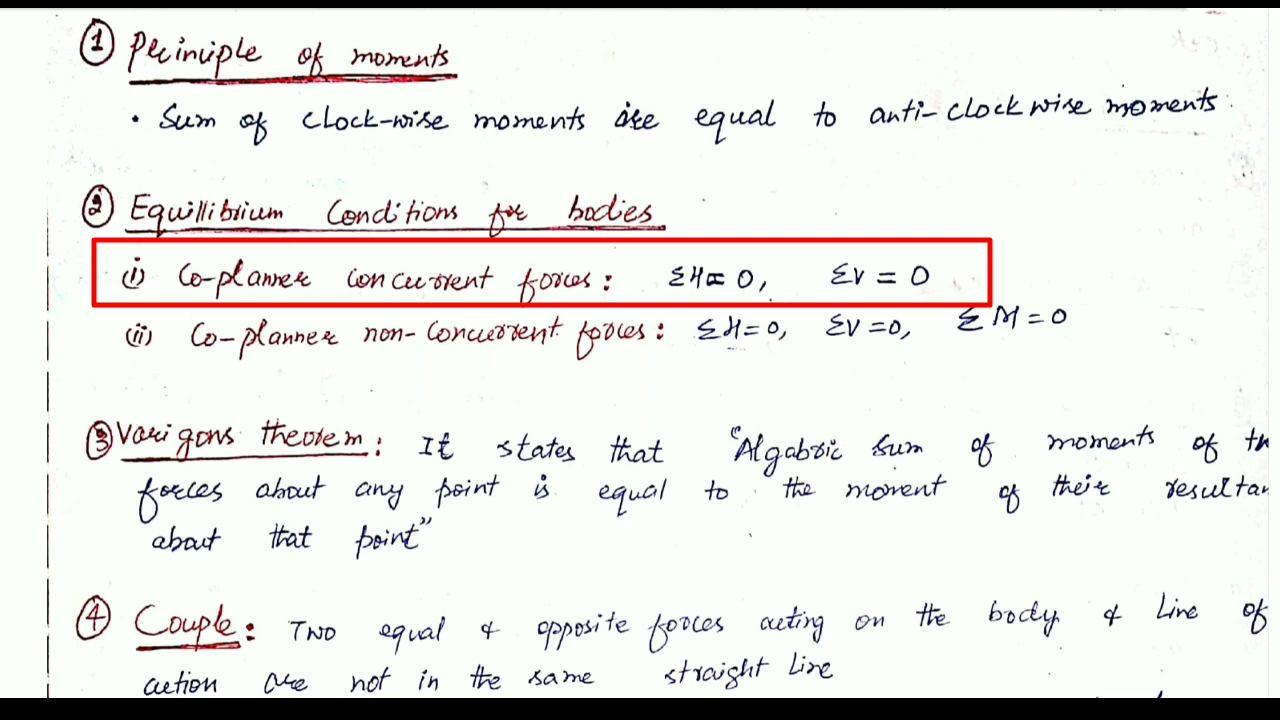 ① Principle of moments
• Sum of clock-wise moments are equal to anti-clockwise moments
② Equillibrium Conditions for bodies
(i) Co-planner concurrent forces: ΣH = 0, ΣV = 0
(ii) Co-planner non-concurrent forces: ΣH = 0, ΣV = 0, ΣM = 0
③ Varigons theorem: It states that "Algabric sum of moments of th
forces about any point is equal to the moment of their resultan
about that point"
④ Couple: Two equal & opposite forces acting on the body & Line of
action are not in the same straight Line